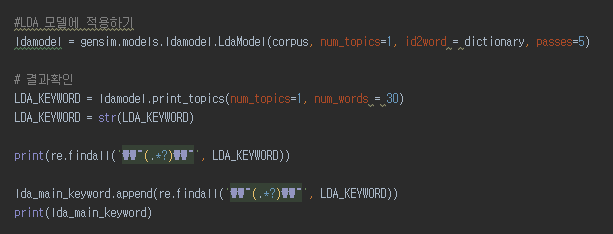 #LDA 모델에 적용하기
ldamodel = gensim.models.ldamodel.LdaModel(corpus, num_topics=1, id2word = dictionary, passes=5)
# 결과확인
LDA_KEYWORD = ldamodel.print_topics(num_topics=1, num_words = 30)
LDA_KEYWORD = str(LDA_KEYWORD)
print(re.findall('₩₩"(.*?)₩₩"', LDA_KEYWORD))
lda_main_keyword.append(re.findall('₩₩"(.*?)₩₩"', LDA_KEYWORD))
print(lda_main_keyword)